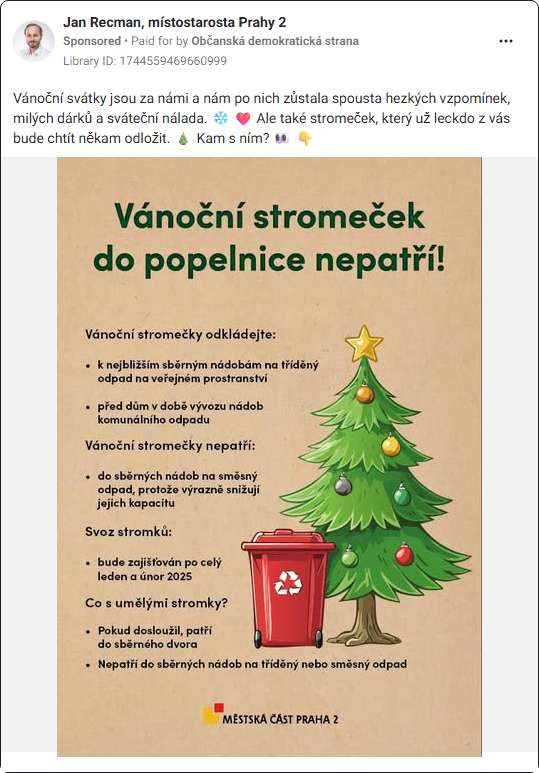 Jan Recman, místostarosta Prahy 2
Sponsored • Paid for by Občanská demokratická strana
Library ID: 1744559469660999
Vánoční svátky jsou za námi a nám po nich zůstala spousta hezkých vzpomínek,
milých dárků a sváteční nálada. ❄️ ❤️ Ale také stromeček, který už leckdo z vás
bude chtít někam odložit. 🎄 Kam s ním? 👀 👇
Vánoční stromeček
do popelnice nepatří!
Vánoční stromečky odkládejte:
• k nejbližším sběrným nádobám na tříděný
odpad na veřejném prostranství
• před dům v době vývozu nádob
komunálního odpadu
Vánoční stromečky nepatří:
• do sběrných nádob na směsný
odpad, protože výrazně snižují
jejich kapacitu
Svoz stromků:
• bude zajišťován po celý
leden a únor 2025
Co s umělými stromky?
• Pokud dosloužil, patří
do sběrného dvora
• Nepatří do sběrných nádob na tříděný nebo směsný odpad
MĚSTSKÁ ČÁST PRAHA 2